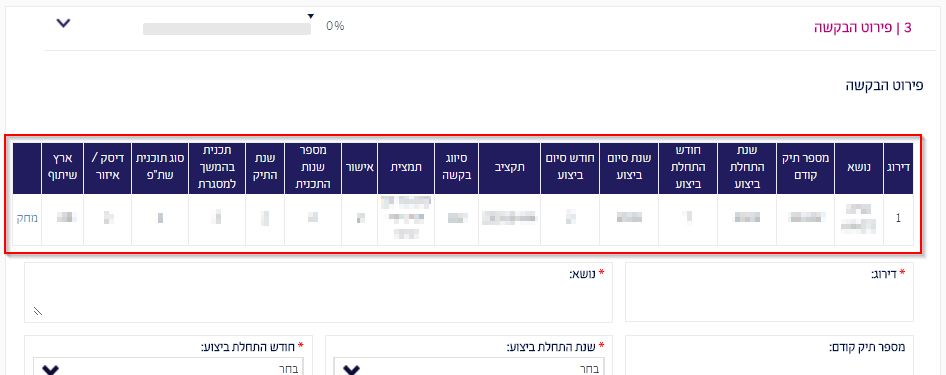 3 | פירוט הבקשה
0%
פירוט הבקשה
דירוג
נושא
מספר תיק קודם
שנת התחלת ביצוע
חודש התחלת ביצוע
שנת סיום ביצוע
חודש סיום ביצוע
תקציב
סיווג בקשה
תמצית
אישור
מספר שנות התכנית
שנת התיק
תכנית בהמשך למסגרת
סוג תוכנית שת"פ
דיסק / איזור
ארץ שיתוף
1
מחק
* דירוג:
* נושא:
מספר תיק קודם:
* שנת התחלת ביצוע:
* חודש התחלת ביצוע:
בחר
בחר